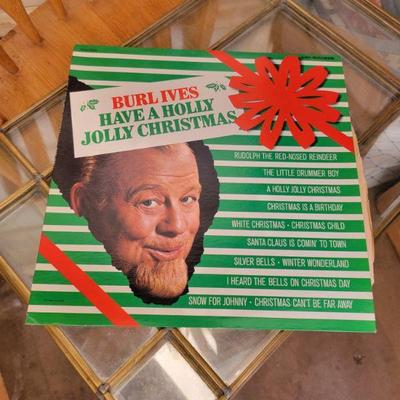 BURL IVES
HAVE A HOLLY
JOLLY CHRISTMAS
RUDOLPH THE RED-NOSED REINDEER
THE LITTLE DRUMMER BOY
A HOLLY JOLLY CHRISTMAS
CHRISTMAS IS A BIRTHDAY
WHITE CHRISTMAS · CHRISTMAS CHILD
SANTA CLAUS IS COMIN' TO TOWN
SILVER BELLS · WINTER WONDERLAND
I HEARD THE BELLS ON CHRISTMAS DAY
SNOW FOR JOHNNY · CHRISTMAS CAN'T BE FAR AWAY